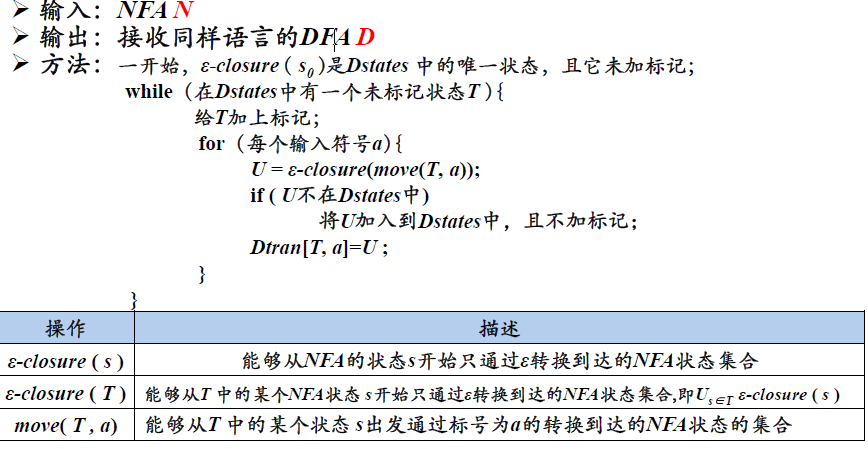 ➢ 输入：NFA N
➢ 输出：接收同样语言的DFA D
➢ 方法：一开始，ε-closure ( s0 )是Dstates 中的唯一状态，且它未加标记；
while（在Dstates中有一个未标记状态T ){
给T加上标记；
for（每个输入符号a){
U = ε-closure(move(T, a));
if ( U不在Dstates中)
将U加入到Dstates中，且不加标记；
Dtran[T, a]=U ;
}
}
操作 描述
ε-closure ( s ) 能够从NFA的状态s开始只通过ε转换到达的NFA状态集合
ε-closure ( T ) 能够从T 中的某个NFA状态 s开始只通过ε转换到达的NFA状态集合,即Us∈T ε-closure ( s )
move( T , a) 能够从T 中的某个状态 s出发通过标号为a的转换到达的NFA状态的集合